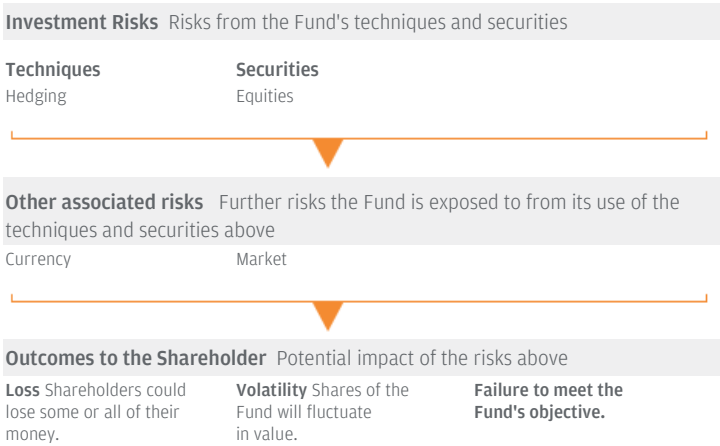 Investment Risks Risks from the Fund's techniques and securities
Techniques Securities
Hedging Equities
Other associated risks Further risks the Fund is exposed to from its use of the
techniques and securities above
Currency Market
Outcomes to the Shareholder Potential impact of the risks above
Loss Shareholders could
lose some or all of their
money.
Volatility Shares of the
Fund will fluctuate
in value.
Failure to meet the
Fund's objective.